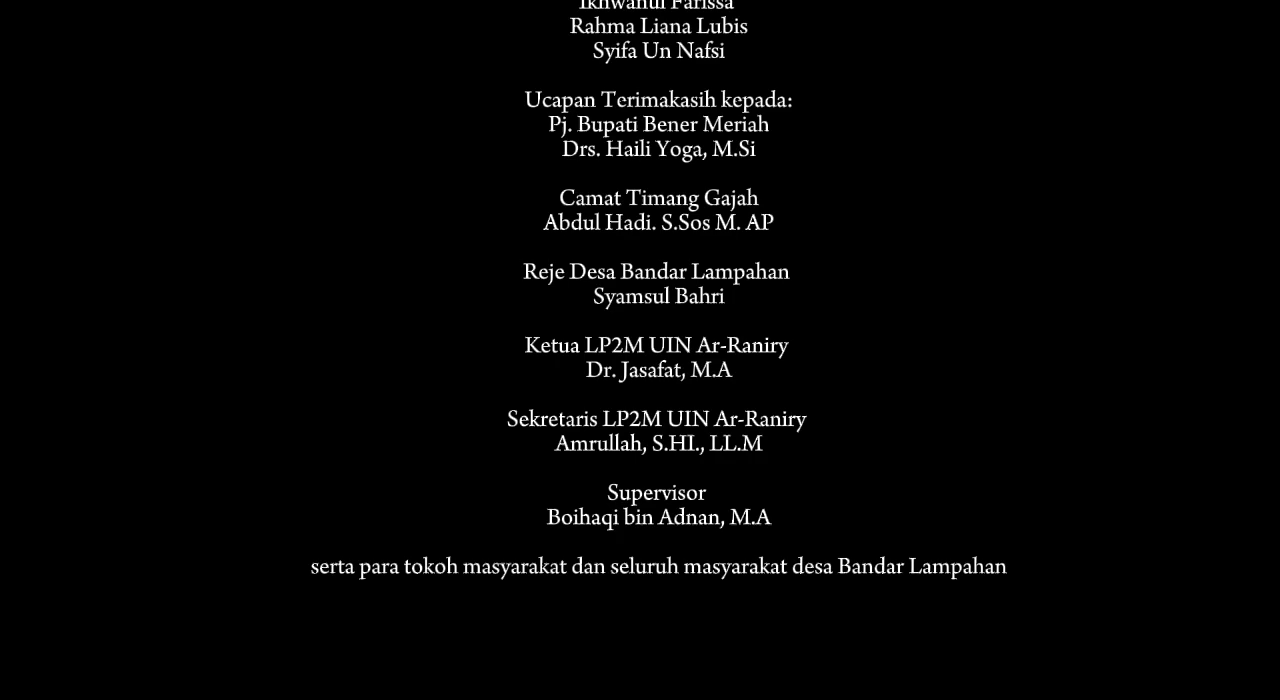 Ikhwanul Farissa
Rahma Liana Lubis
Syifa Un Nafsi
Ucapan Terimakasih kepada:
Pj. Bupati Bener Meriah
Drs. Haili Yoga, M.Si
Camat Timang Gajah
Abdul Hadi. S.Sos M. AP
Reje Desa Bandar Lampahan
Syamsul Bahri
Ketua LP2M UIN Ar-Raniry
Dr. Jasafat, M.A
Sekretaris LP2M UIN Ar-Raniry
Amrullah, S.HI., LL.M
Supervisor
Boihaqi bin Adnan, M.A
serta para tokoh masyarakat dan seluruh masyarakat desa Bandar Lampahan